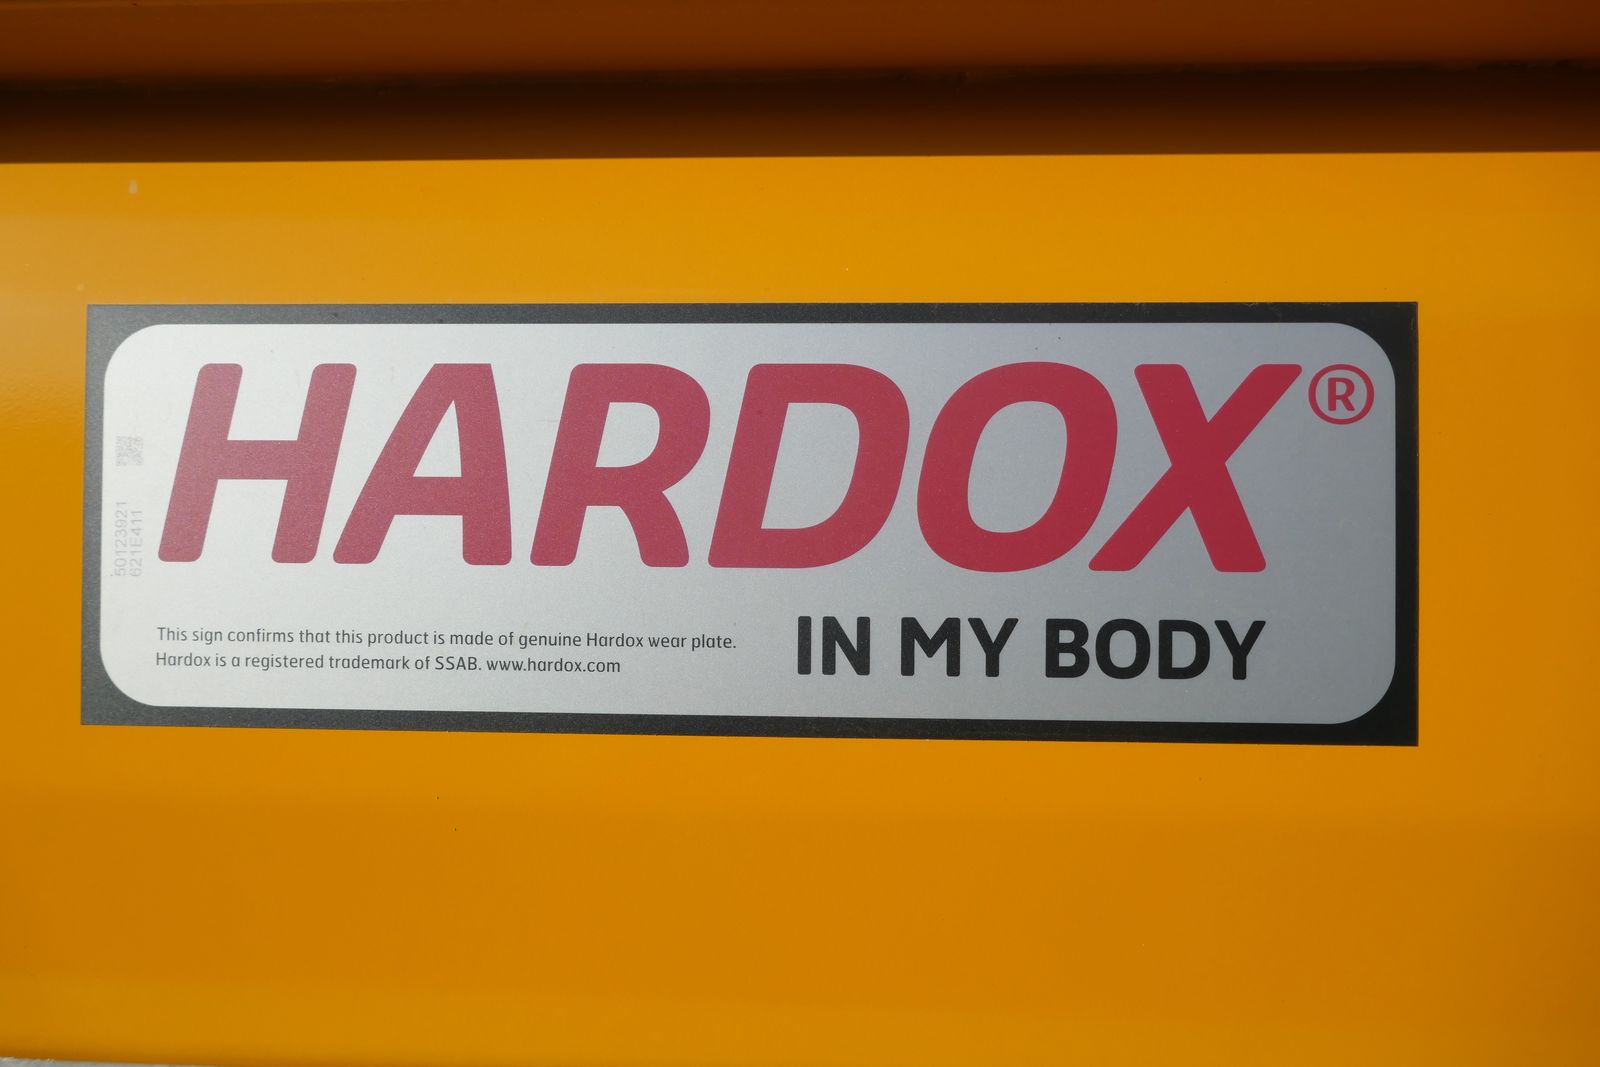 HARDOX®
IN MY BODY
This sign confirms that this product is made of genuine Hardox wear plate.
Hardox is a registered trademark of SSAB. www.hardox.com
50123921
621E411